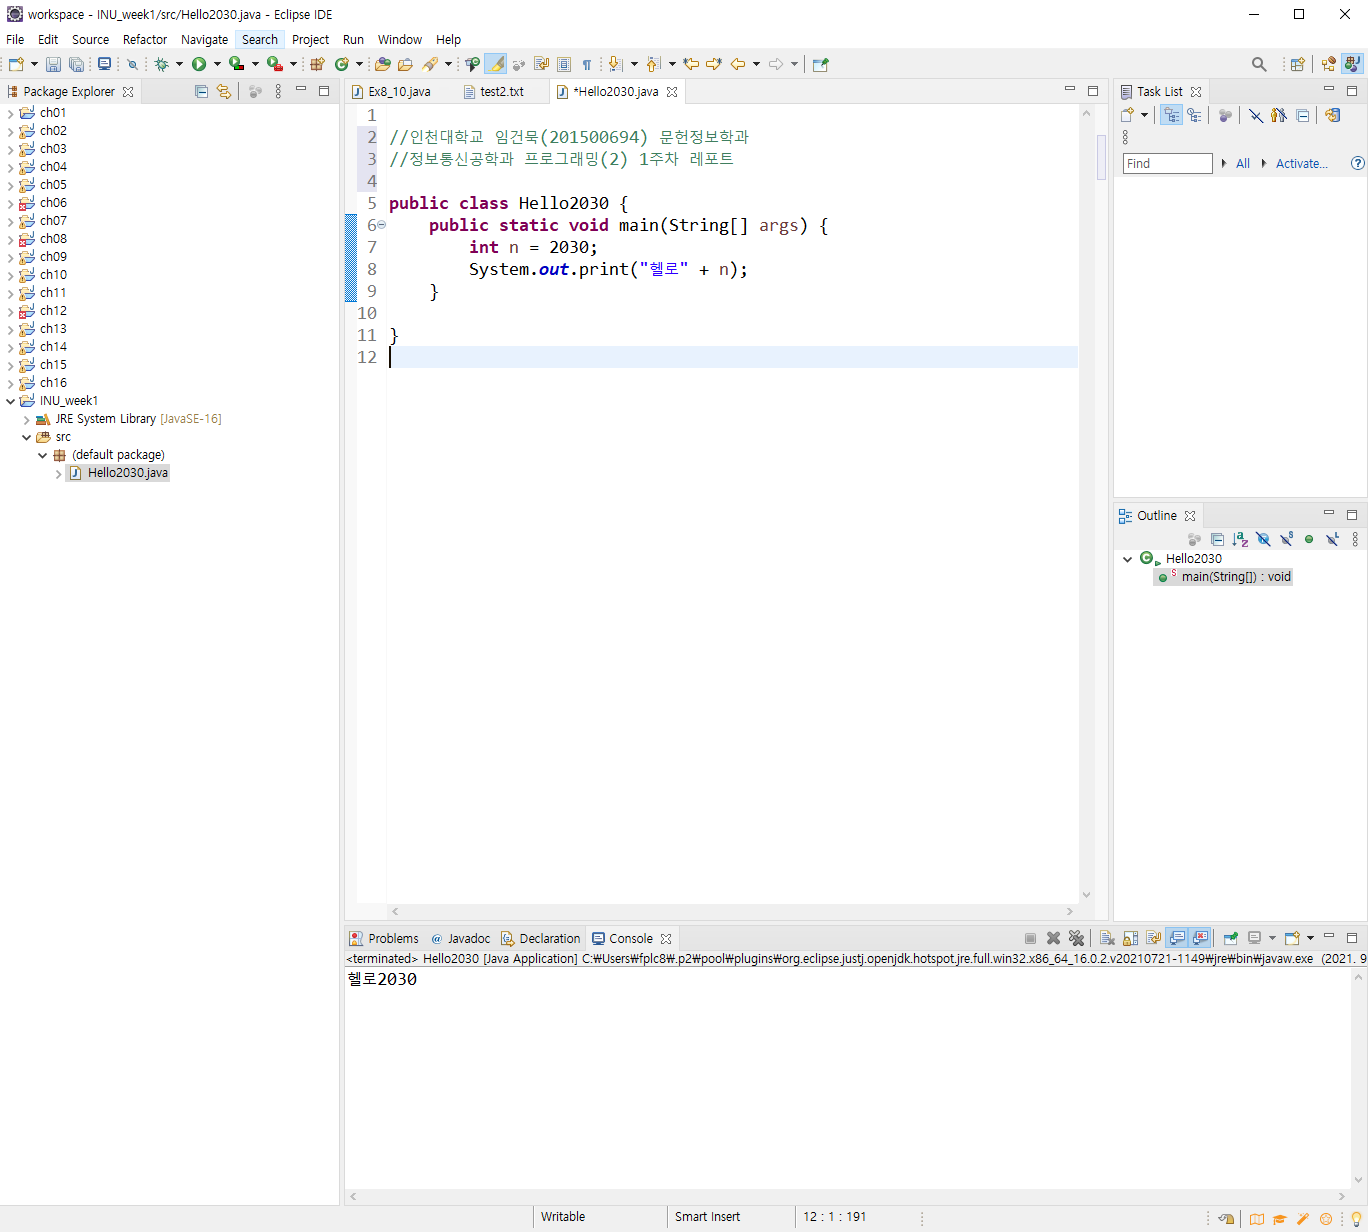 workspace - INU_week1/src/Hello2030.java - Eclipse IDE
File Edit Source Refactor Navigate Search Project Run Window Help
Package Explorer
ch01
ch02
ch03
ch04
ch05
ch06
ch07
ch08
ch09
ch10
ch11
ch12
ch13
ch14
ch15
ch16
INU_week1
JRE System Library [JavaSE-16]
src
(default package)
Hello2030.java
Ex8_10.java test2.txt *Hello2030.java
1
2 //인천대학교 임건묵(201500694) 문헌정보학과
3 //정보통신공학과 프로그래밍(2) 1주차 레포트
4
5 public class Hello2030 {
6 public static void main(String[] args) {
7 int n = 2030;
8 System.out.print("헬로" + n);
9 }
10
11 }
12
Task List
Find All Activate...
Outline
Hello2030
main(String[]) : void
Problems @ Javadoc Declaration Console
<terminated> Hello2030 [Java Application] C:₩Users₩fplc8₩.p2₩pool₩plugins₩org.eclipse.justj.openjdk.hotspot.jre.full.win32.x86_64_16.0.2.v20210721-1149₩jre₩bin₩javaw.exe (2021. 9
헬로2030
Writable Smart Insert 12 : 1 : 191